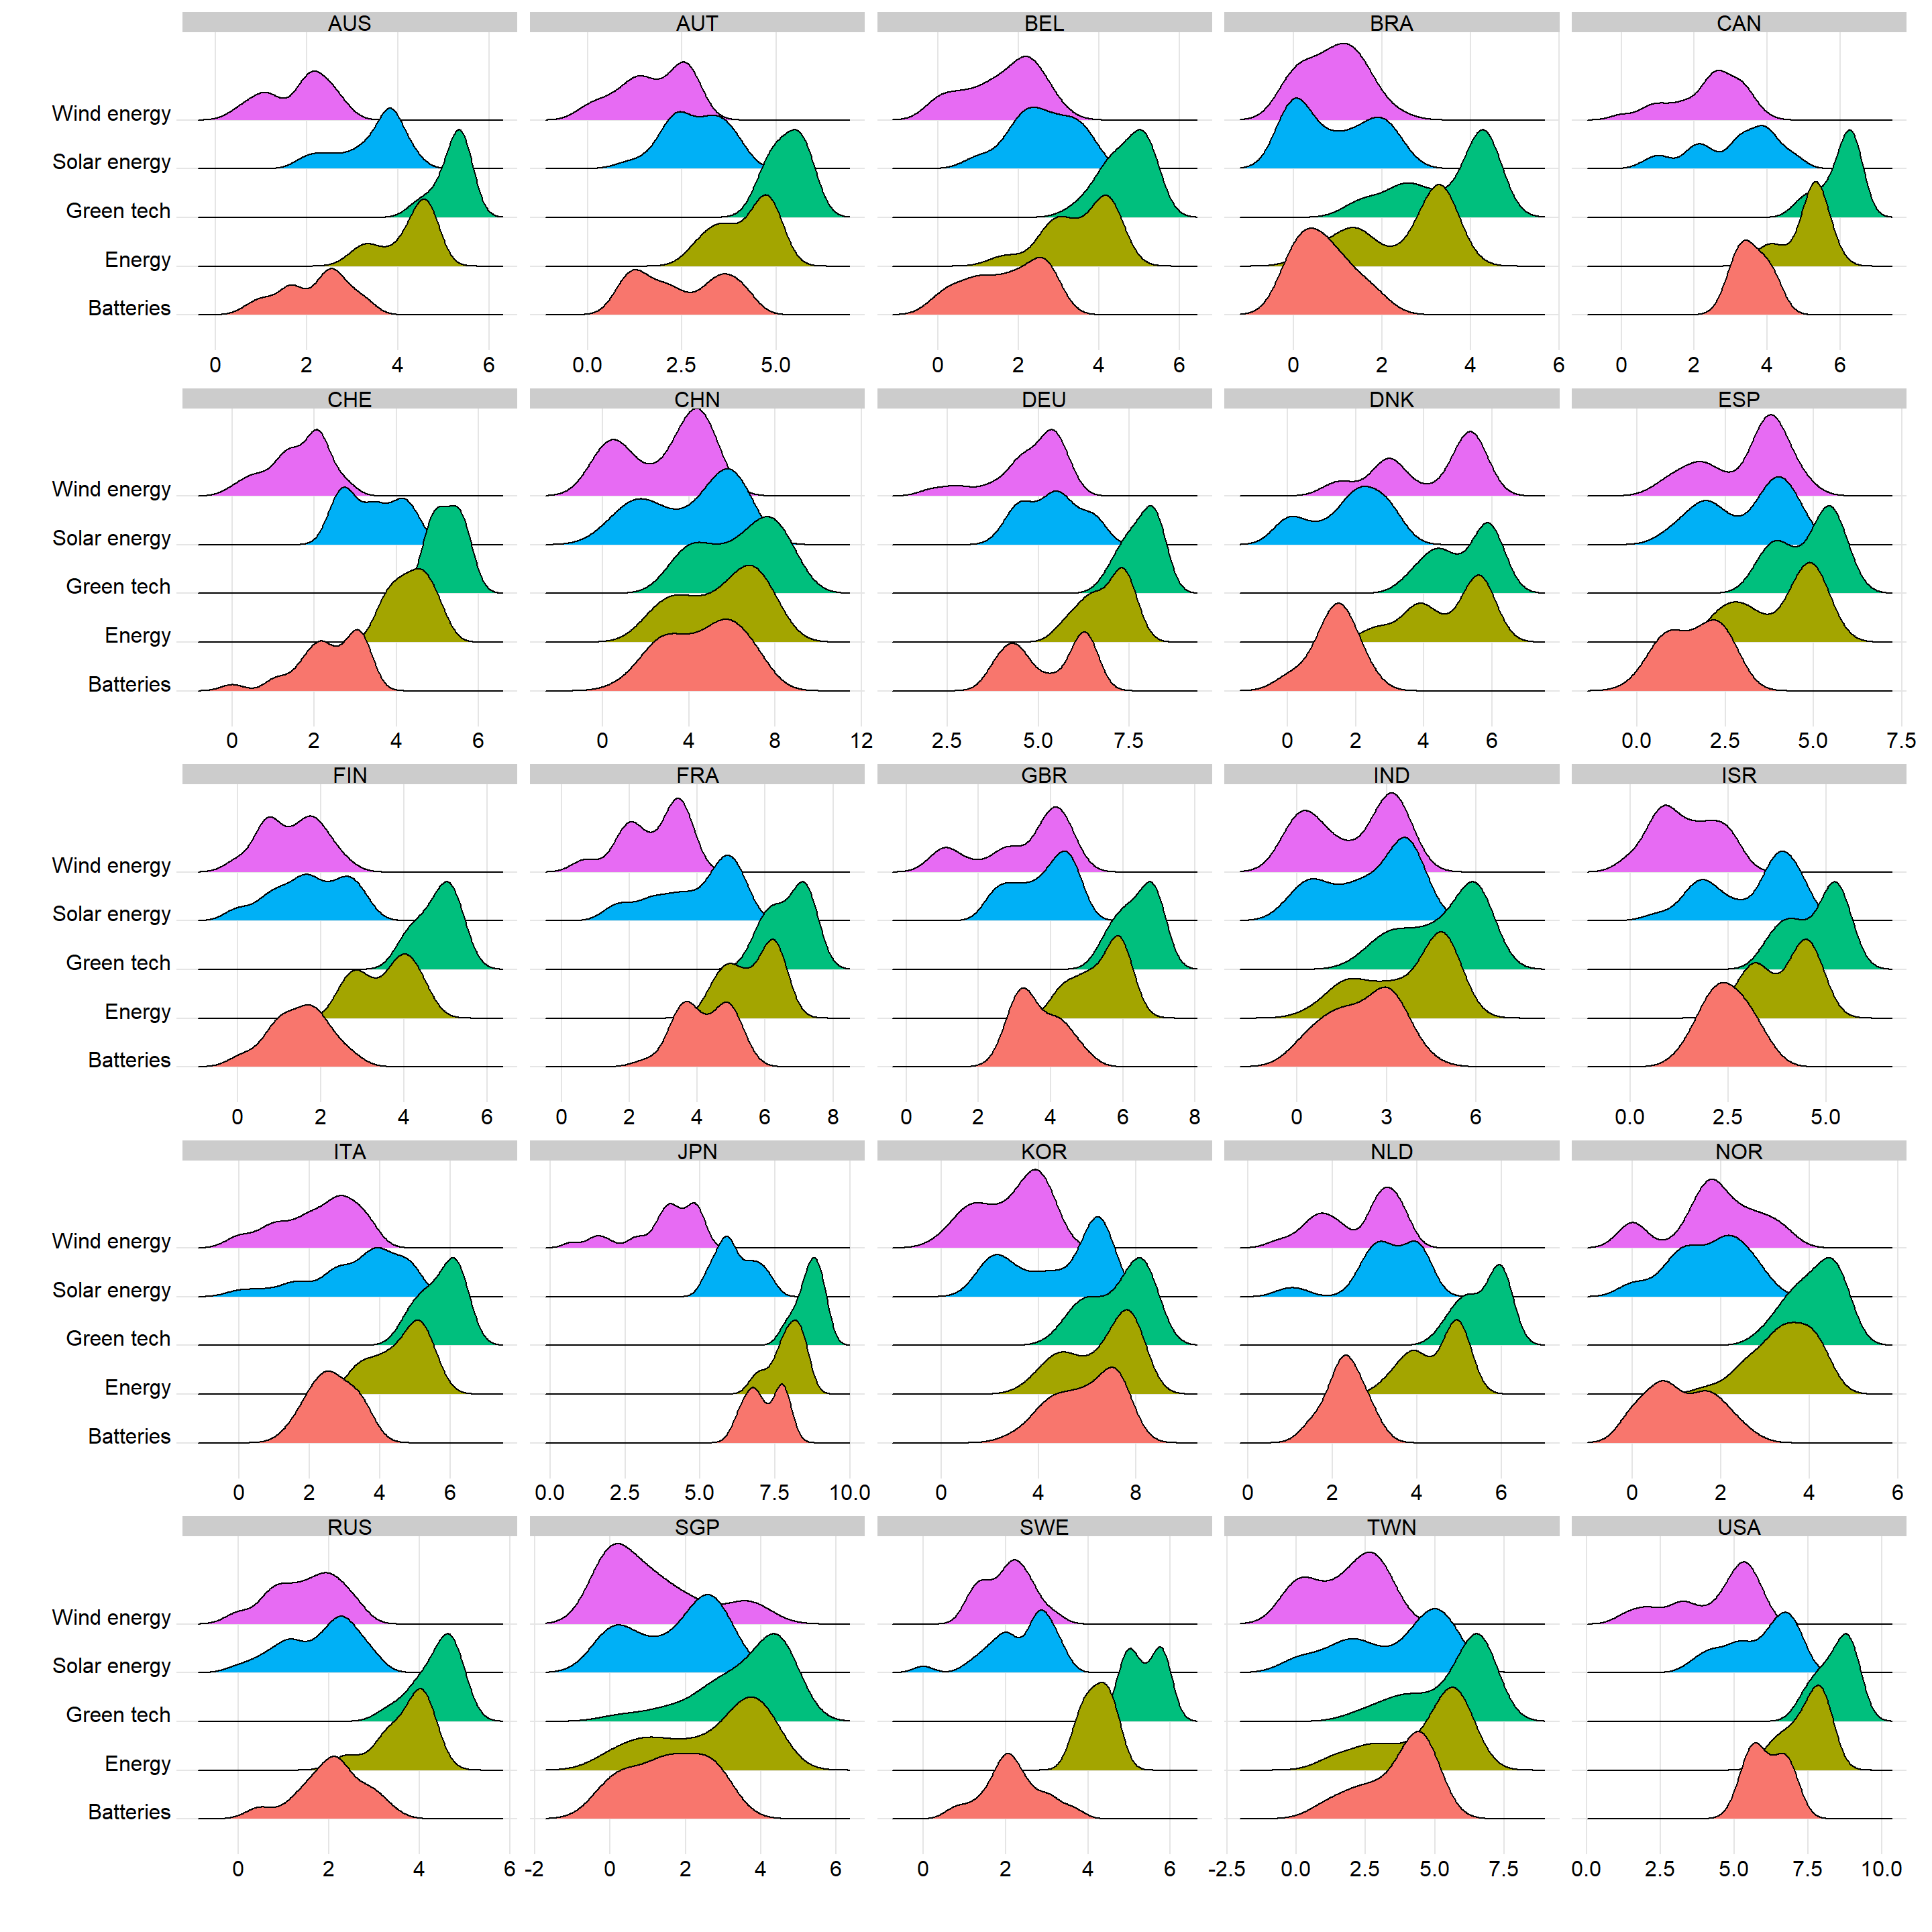 AUS AUT BEL BRA CAN
Wind energy
Solar energy
Green tech
Energy
Batteries
0 2 4 6 0.0 2.5 5.0 0 2 4 6 0 2 4 6 0 2 4 6
CHE CHN DEU DNK ESP
Wind energy
Solar energy
Green tech
Energy
Batteries
0 2 4 6 0 4 8 12 2.5 5.0 7.5 0 2 4 6 0.0 2.5 5.0 7.5
FIN FRA GBR IND ISR
Wind energy
Solar energy
Green tech
Energy
Batteries
0 2 4 6 0 2 4 6 8 0 2 4 6 8 0 3 6 0.0 2.5 5.0
ITA JPN KOR NLD NOR
Wind energy
Solar energy
Green tech
Energy
Batteries
0 2 4 6 0.0 2.5 5.0 7.5 10.0 0 4 8 0 2 4 6 0 2 4 6
RUS SGP SWE TWN USA
Wind energy
Solar energy
Green tech
Energy
Batteries
0 2 4 6 -2 0 2 4 6 0 2 4 6 -2.5 0.0 2.5 5.0 7.5 0.0 2.5 5.0 7.5 10.0